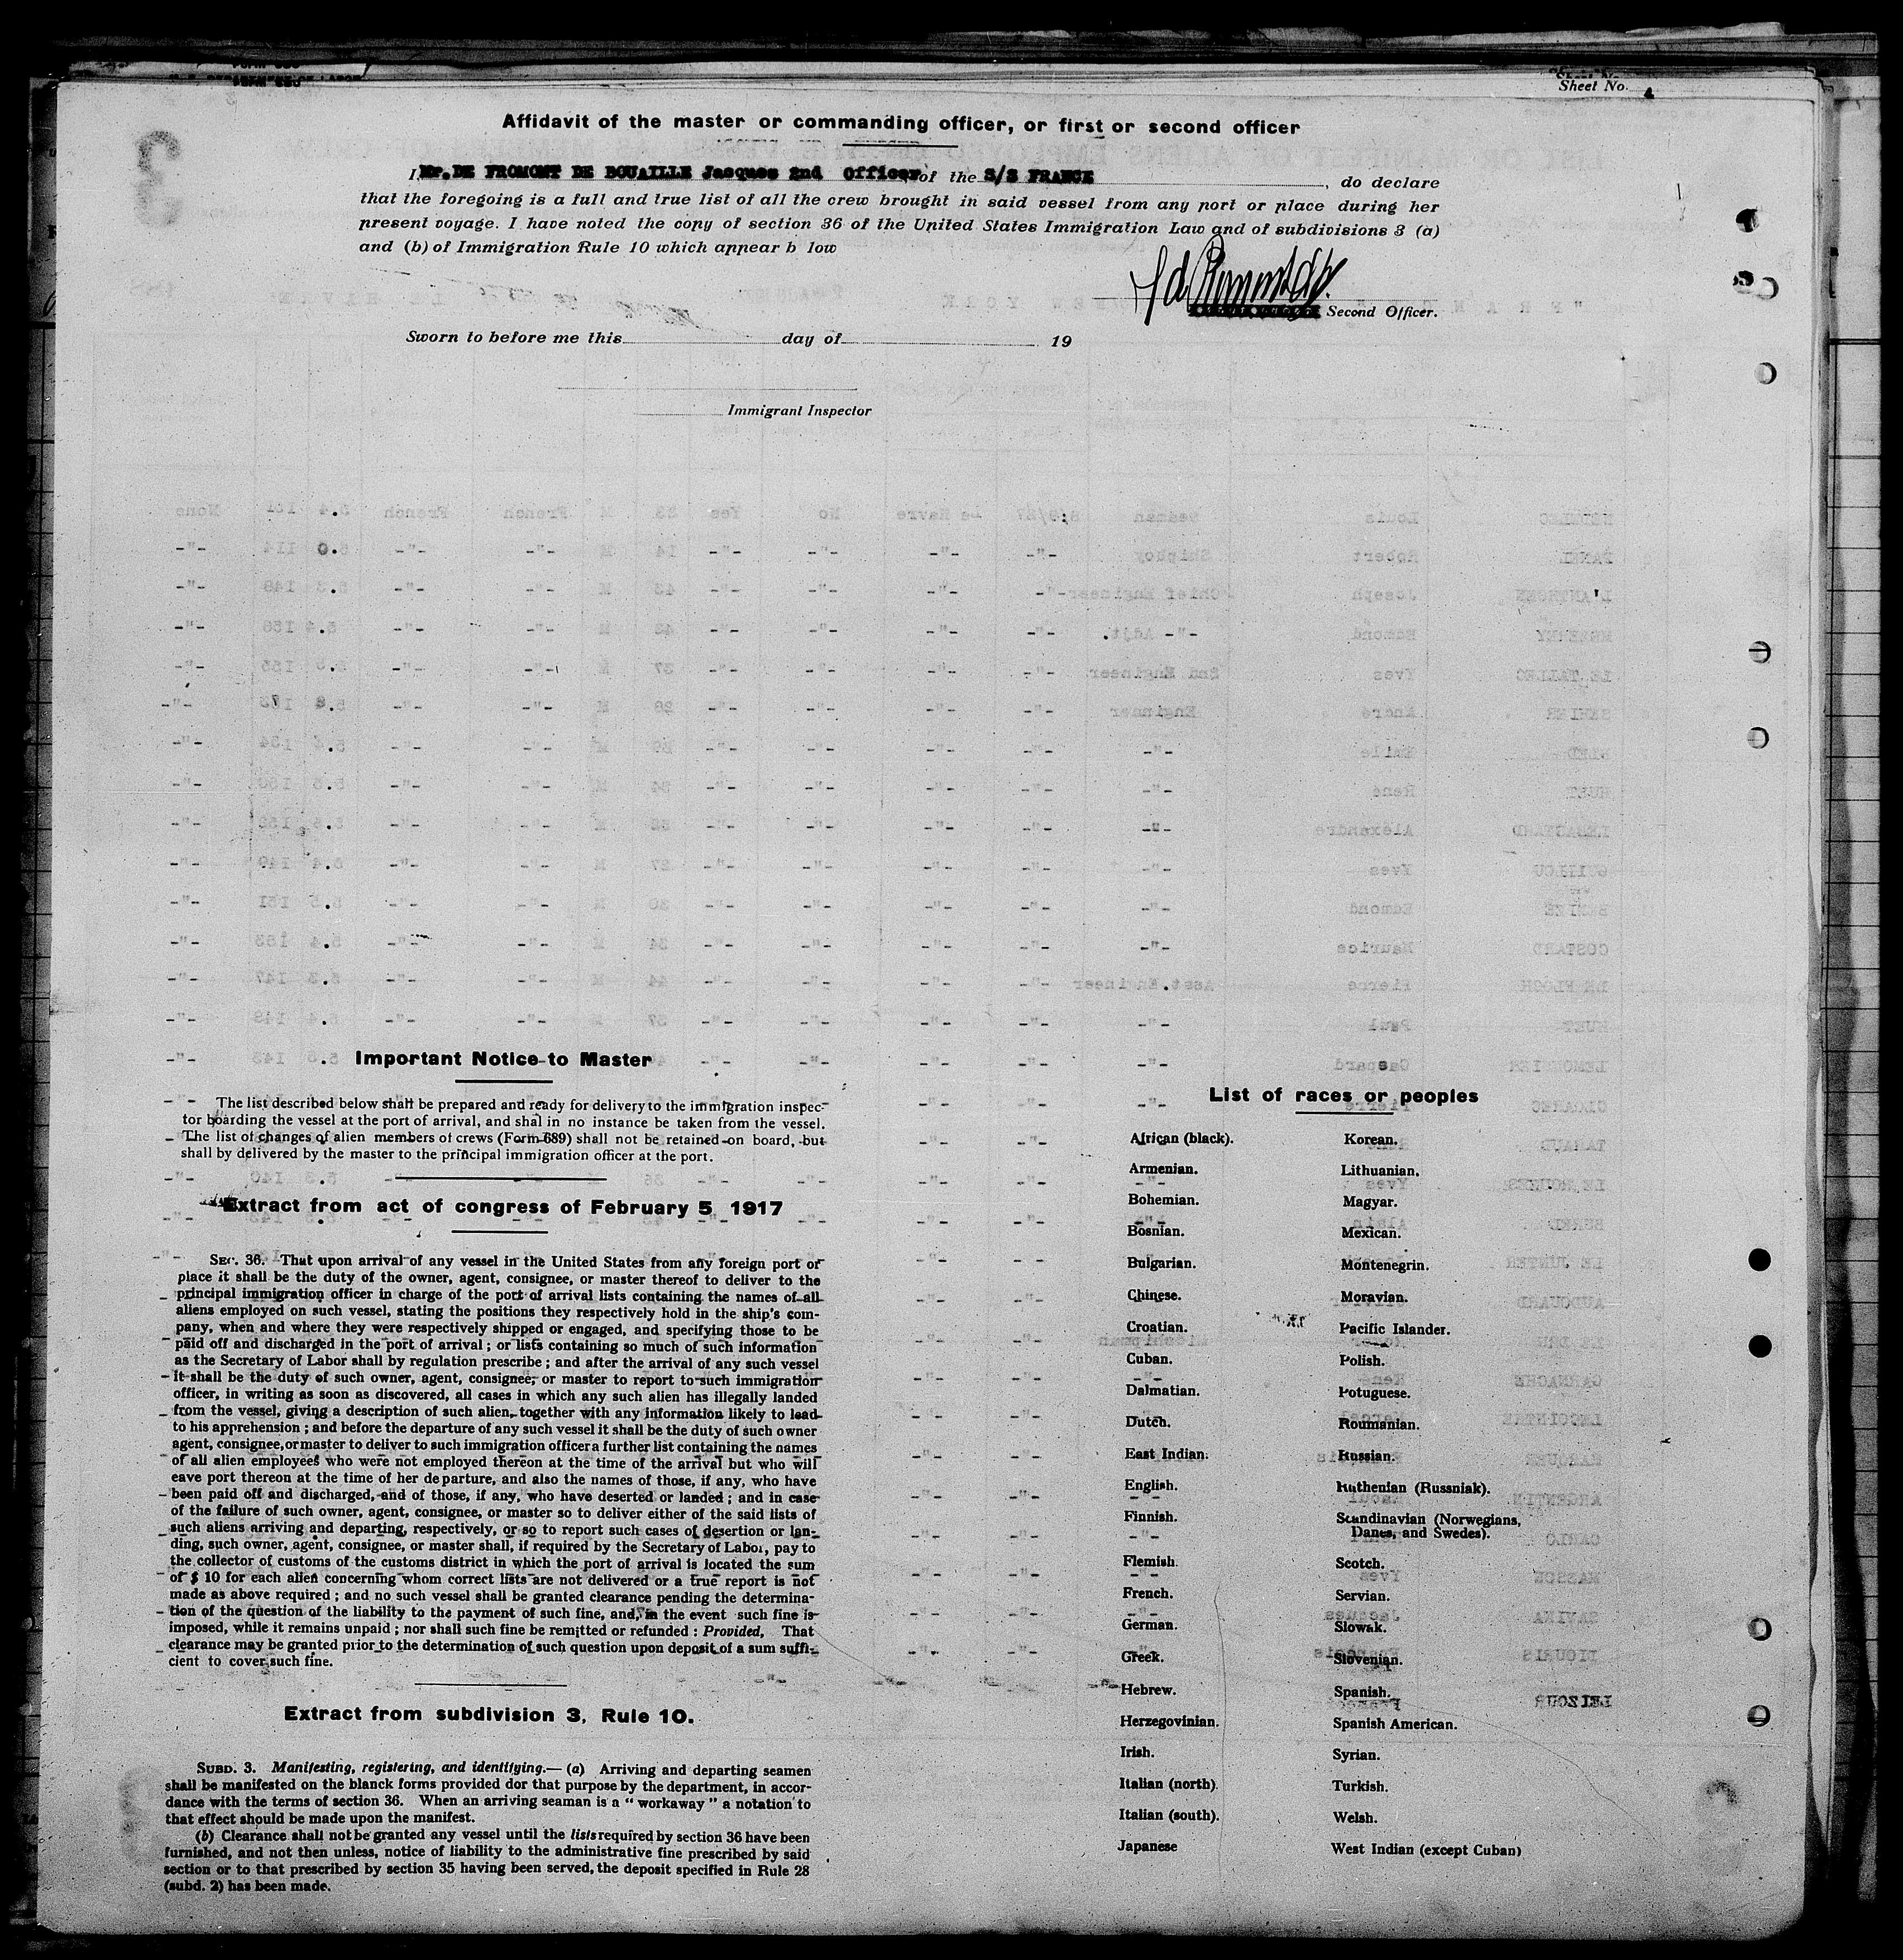 Sheet No. 4
Affidavit of the master or commanding officer, or first or second officer
I, Mr. DE FROMONT DE BOUAILLE Jacques 2nd Officer of the S/S FRANCE, do declare
that the foregoing is a full and true list of all the crew brought in said vessel from any port or place during her
present voyage. I have noted the copy of section 36 of the United States Immigration Law and of subdivisions 3 (a)
and (b) of Immigration Rule 10 which appear b low
Second Officer.
Sworn to before me this day of 19
Immigrant Inspector
Important Notice to Master
The list described below shall be prepared and ready for delivery to the immigration inspec-
tor boarding the vessel at the port of arrival, and shal in no instance be taken from the vessel.
The list of changes of alien members of crews (Form 689) shall not be retained on board, but
shall by delivered by the master to the principal immigration officer at the port.
Extract from act of congress of February 5 1917
SEC. 36. That upon arrival of any vessel in the United States from any foreign port or
place it shall be the duty of the owner, agent, consignee, or master thereof to deliver to the
principal immigration officer in charge of the port of arrival lists containing the names of all
aliens employed on such vessel, stating the positions they respectively hold in the ship's com-
pany, when and where they were respectively shipped or engaged, and specifying those to be
paid off and discharged in the port of arrival ; or lists containing so much of such information
as the Secretary of Labor shall by regulation prescribe ; and after the arrival of any such vessel
it shall be the duty of such owner, agent, consignee, or master to report to such immigration
officer, in writing as soon as discovered, all cases in which any such alien has illegally landed
from the vessel, giving a description of such alien, together with any information likely to lead
to his apprehension ; and before the departure of any such vessel it shall be the duty of such owner
agent, consignee, or master to deliver to such immigration officer a further list containing the names
of all alien employees who were not employed thereon at the time of the arrival but who will
eave port thereon at the time of her departure, and also the names of those, if any, who have
been paid off and discharged, and of those, if any, who have deserted or landed ; and in case
of the failure of such owner, agent, consignee, or master so to deliver either of the said lists of
such aliens arriving and departing, respectively, or so to report such cases of desertion or lan-
ding, such owner, agent, consignee, or master shall, if required by the Secretary of Labor, pay to
the collector of customs of the customs district in which the port of arrival is located the sum
of $ 10 for each alien concerning whom correct lists are not delivered or a true report is not
made as above required ; and no such vessel shall be granted clearance pending the determina-
tion of the question of the liability to the payment of such fine, and, in the event such fine is
imposed, while it remains unpaid ; nor shall such fine be remitted or refunded : Provided, That
clearance may be granted prior to the determination of such question upon deposit of a sum suffi-
cient to cover such fine.
Extract from subdivision 3, Rule 10.
SUBD. 3. Manifesting, registering, and identifying.— (a) Arriving and departing seamen
shall be manifested on the blanck forms provided dor that purpose by the department, in accor-
dance with the terms of section 36. When an arriving seaman is a " workaway " a notation to
that effect should be made upon the manifest.
(b) Clearance shall not be granted any vessel until the lists required by section 36 have been
furnished, and not then unless, notice of liability to the administrative fine prescribed by said
section or to that prescribed by section 35 having been served, the deposit specified in Rule 28
(subd. 2) has been made.
List of races or peoples
African (black).
Armenian.
Bohemian.
Bosnian.
Bulgarian.
Chinese.
Croatian.
Cuban.
Dalmatian.
Dutch.
East Indian.
English.
Finnish.
Flemish.
French.
German.
Greek.
Hebrew.
Herzegovinian.
Irish.
Italian (north).
Italian (south).
Japanese
Korean.
Lithuanian.
Magyar.
Mexican.
Montenegrin.
Moravian.
Pacific Islander.
Polish.
Potuguese.
Roumanian.
Russian.
Ruthenian (Russniak).
Scandinavian (Norwegians,
Danes, and Swedes).
Scotch.
Servian.
Slowak.
Slovenian.
Spanish.
Spanish American.
Syrian.
Turkish.
Welsh.
West Indian (except Cuban)